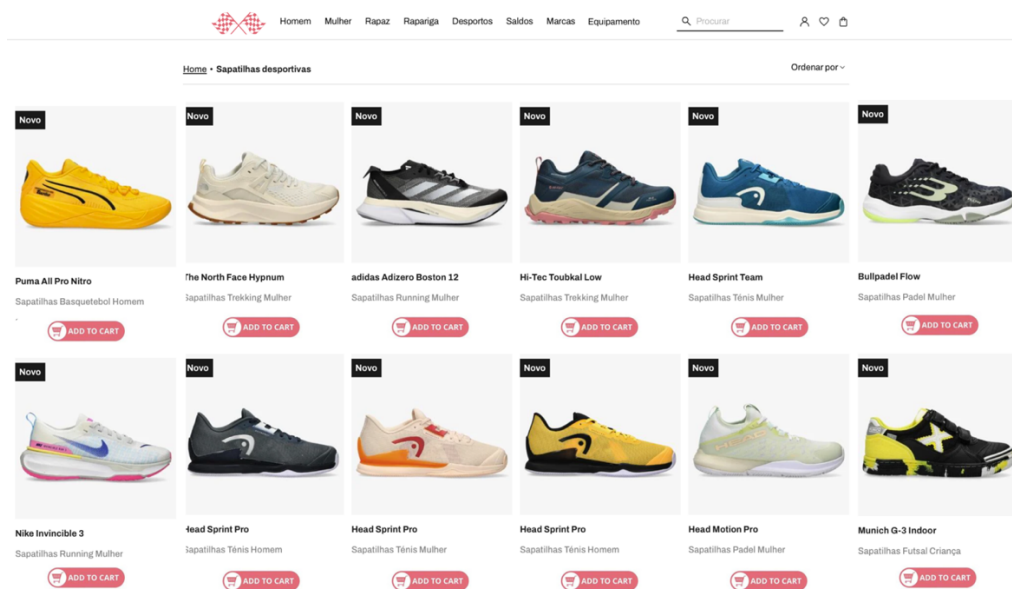 Homem Mulher Rapaz Rapariga Desportos Saldos Marcas Equipamento Procurar
Home • Sapatilhas desportivas Ordenar por
Novo Novo Novo Novo Novo Novo
Puma All Pro Nitro The North Face Hypnum adidas Adizero Boston 12 Hi-Tec Toubkal Low Head Sprint Team Bullpadel Flow
Sapatilhas Basquetebol Homem Sapatilhas Trekking Mulher Sapatilhas Running Mulher Sapatilhas Trekking Mulher Sapatilhas Ténis Mulher Sapatilhas Padel Mulher
ADD TO CART ADD TO CART ADD TO CART ADD TO CART ADD TO CART ADD TO CART
Novo Novo Novo Novo Novo Novo
Nike Invincible 3 Head Sprint Pro Head Sprint Pro Head Sprint Pro Head Motion Pro Munich G-3 Indoor
Sapatilhas Running Mulher Sapatilhas Ténis Homem Sapatilhas Ténis Mulher Sapatilhas Ténis Homem Sapatilhas Padel Mulher Sapatilhas Futsal Criança
ADD TO CART ADD TO CART ADD TO CART ADD TO CART ADD TO CART ADD TO CART